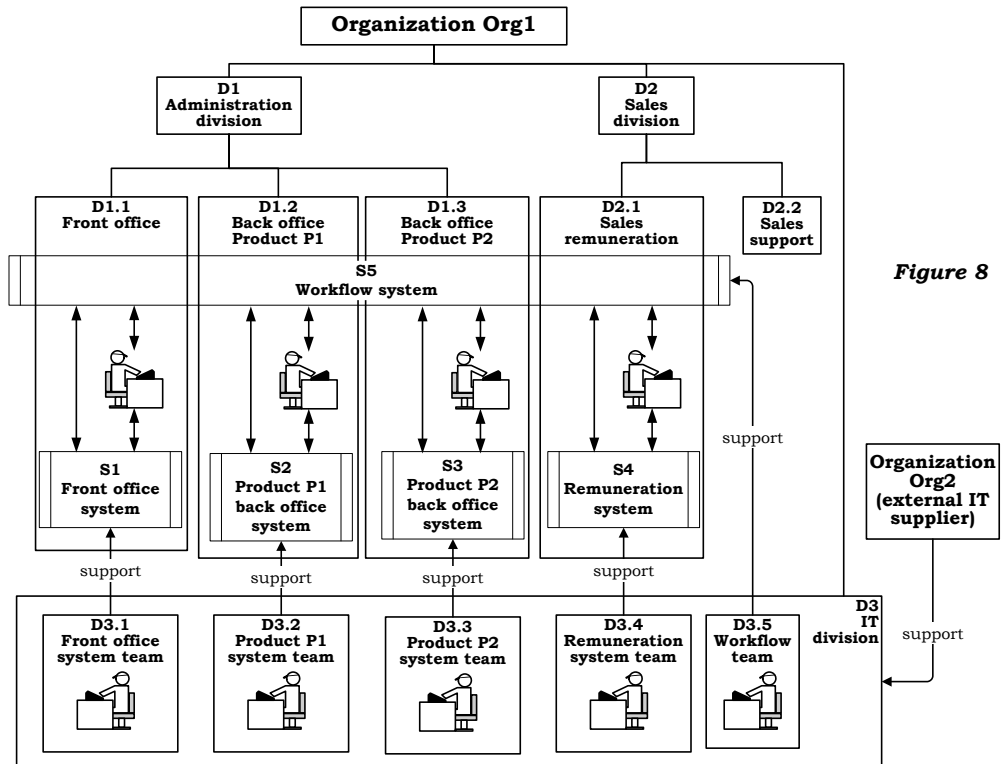 Organization Org1
D1
Administration
division
D2
Sales
division
D1.1
Front office
D1.2
Back office
Product P1
D1.3
Back office
Product P2
D2.1
Sales
remuneration
D2.2
Sales
support
S5
Workflow system
Figure 8
support
S1
Front office
system
S2
Product P1
back office
system
S3
Product P2
back office
system
S4
Remuneration
system
Organization
Org2
(external IT
supplier)
support
support
support
support
D3
IT
division
support
D3.1
Front office
system team
D3.2
Product P1
system team
D3.3
Product P2
system team
D3.4
Remuneration
system team
D3.5
Workflow
team